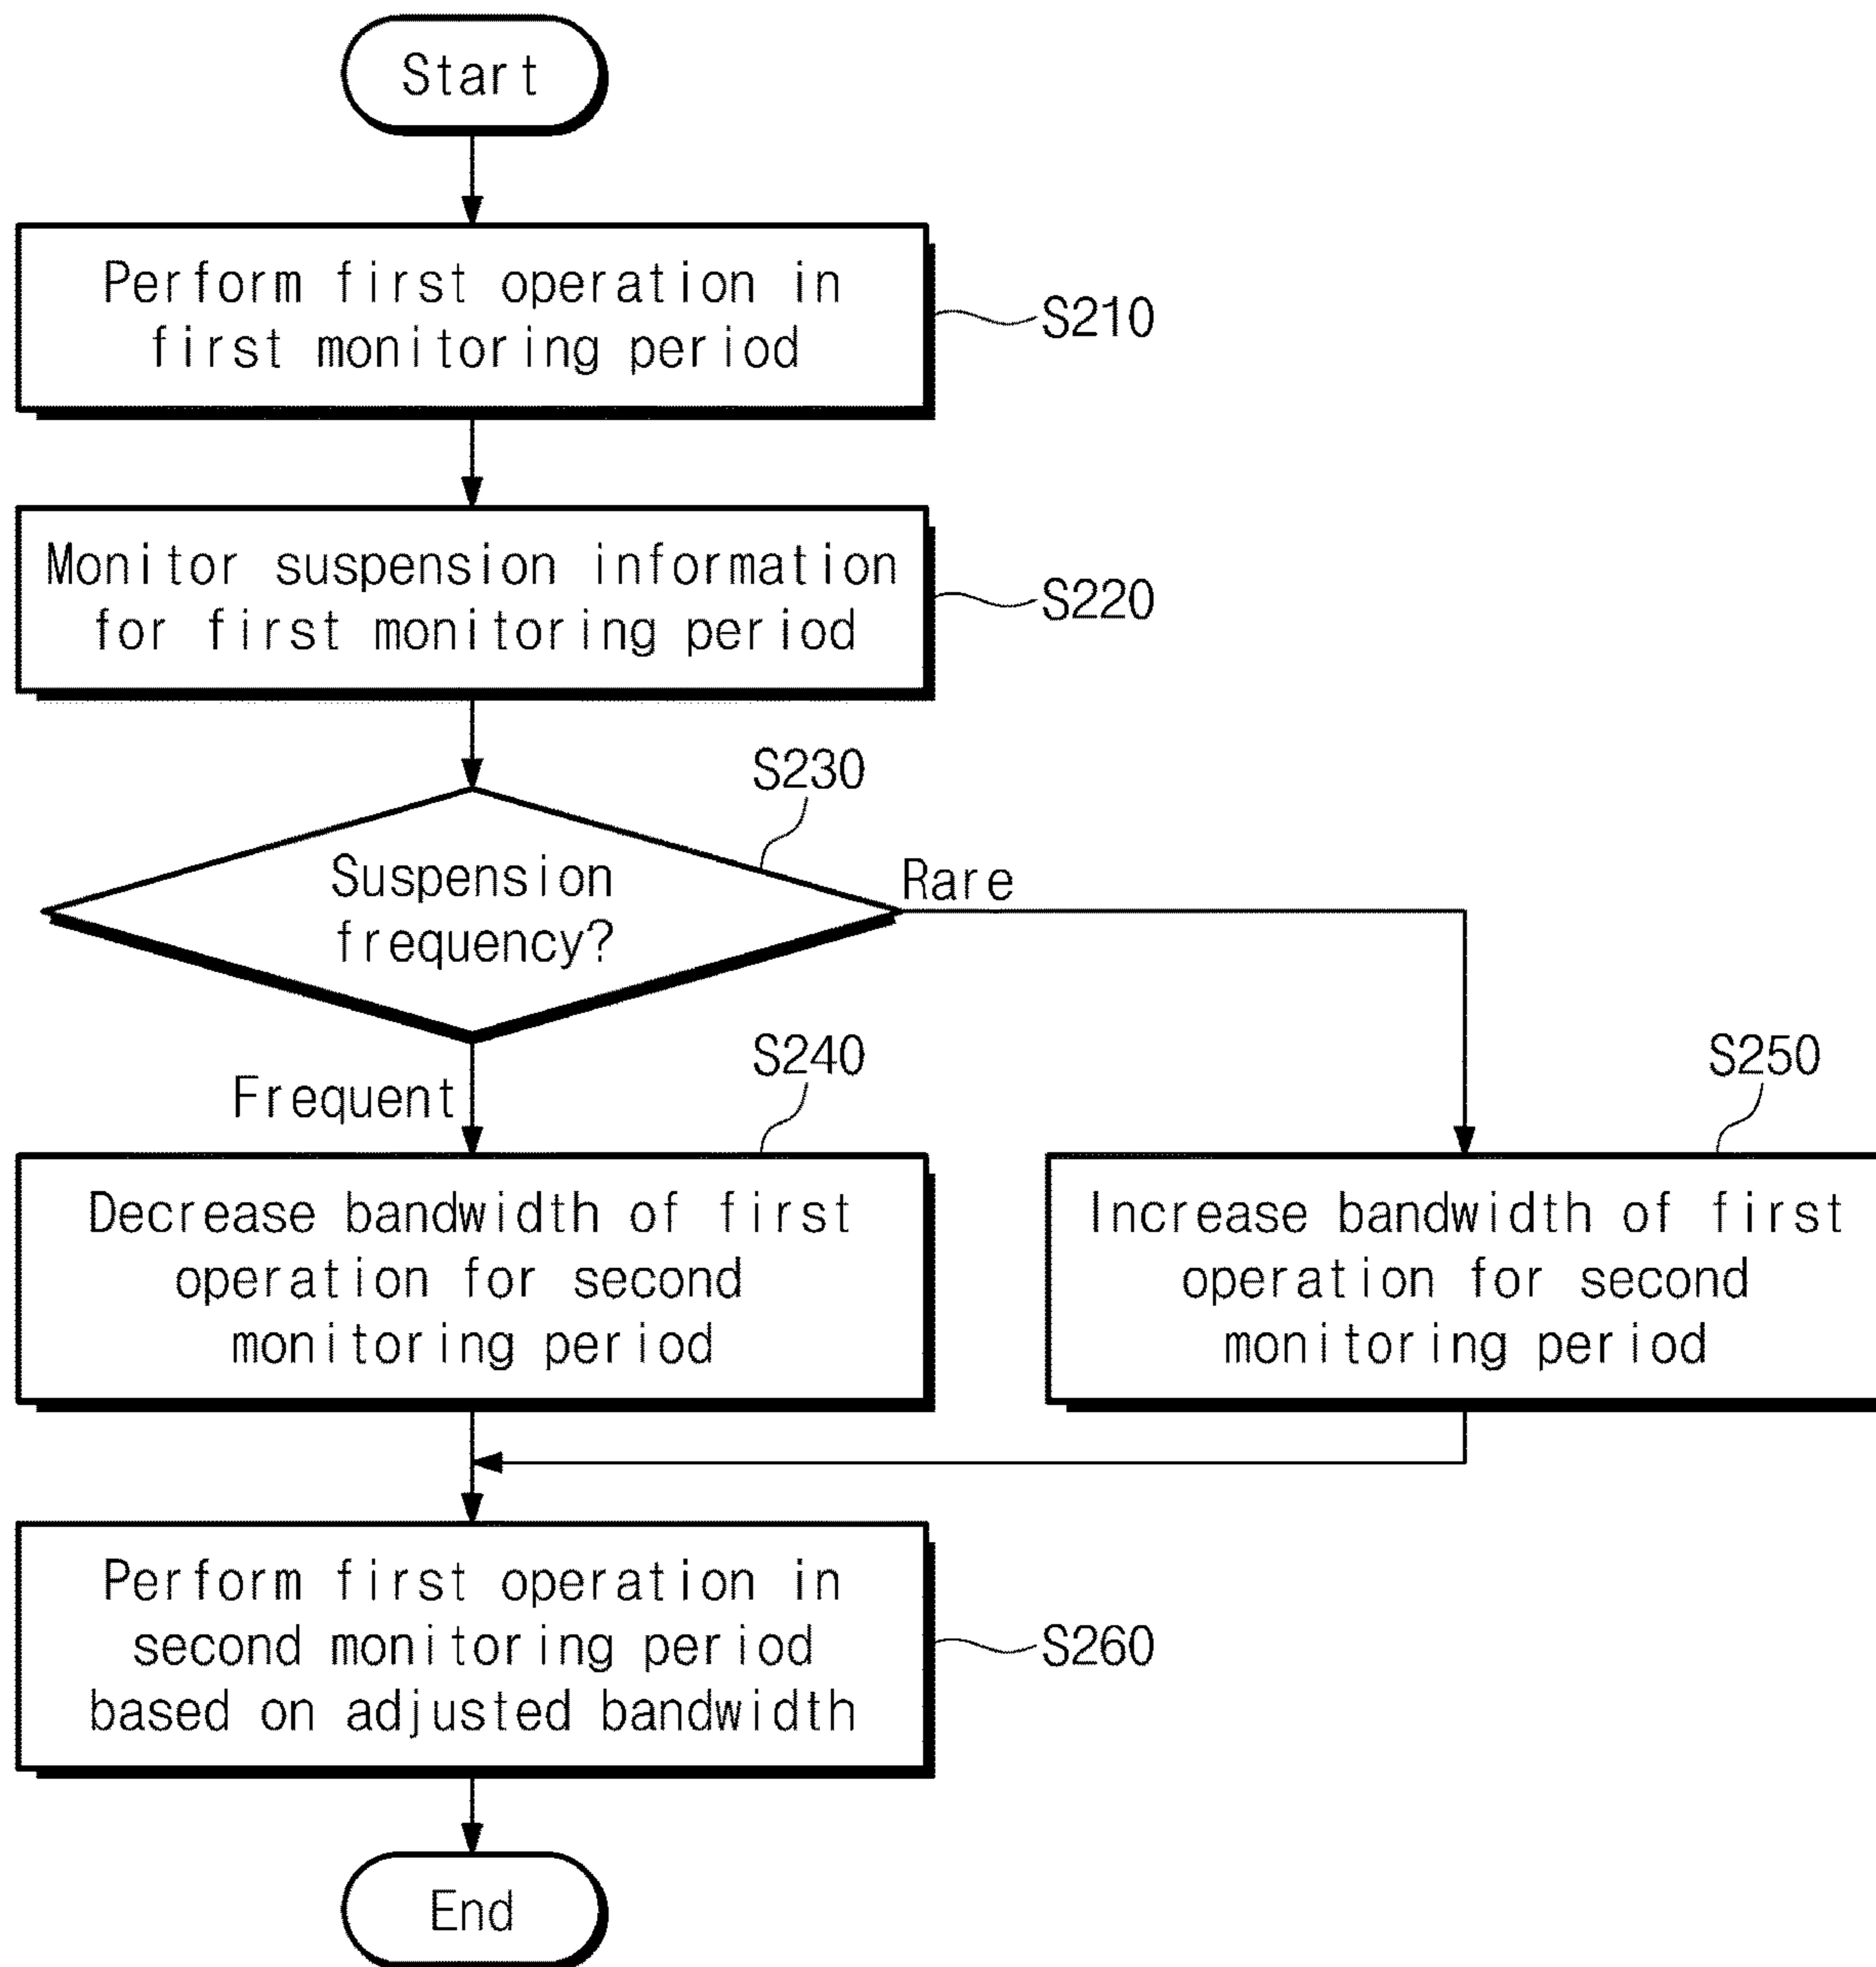 Start
Perform first operation in
first monitoring period
S210
Monitor suspension information
for first monitoring period
S220
S230
Suspension
frequency?
Rare
Frequent
S240
Decrease bandwidth of first
operation for second
monitoring period
S250
Increase bandwidth of first
operation for second
monitoring period
Perform first operation in
second monitoring period
based on adjusted bandwidth
S260
End